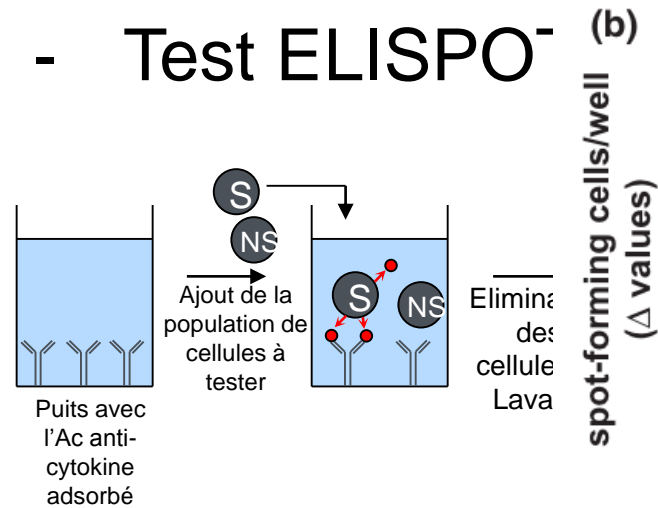 - Test ELISPO
(b)
spot-forming cells/well
(Δ values)
S
NS
S
NS
Ajout de la
population de
cellules à
tester
Elimina
des
cellule
Lava
Puits avec
l'Ac anti-
cytokine
adsorbé